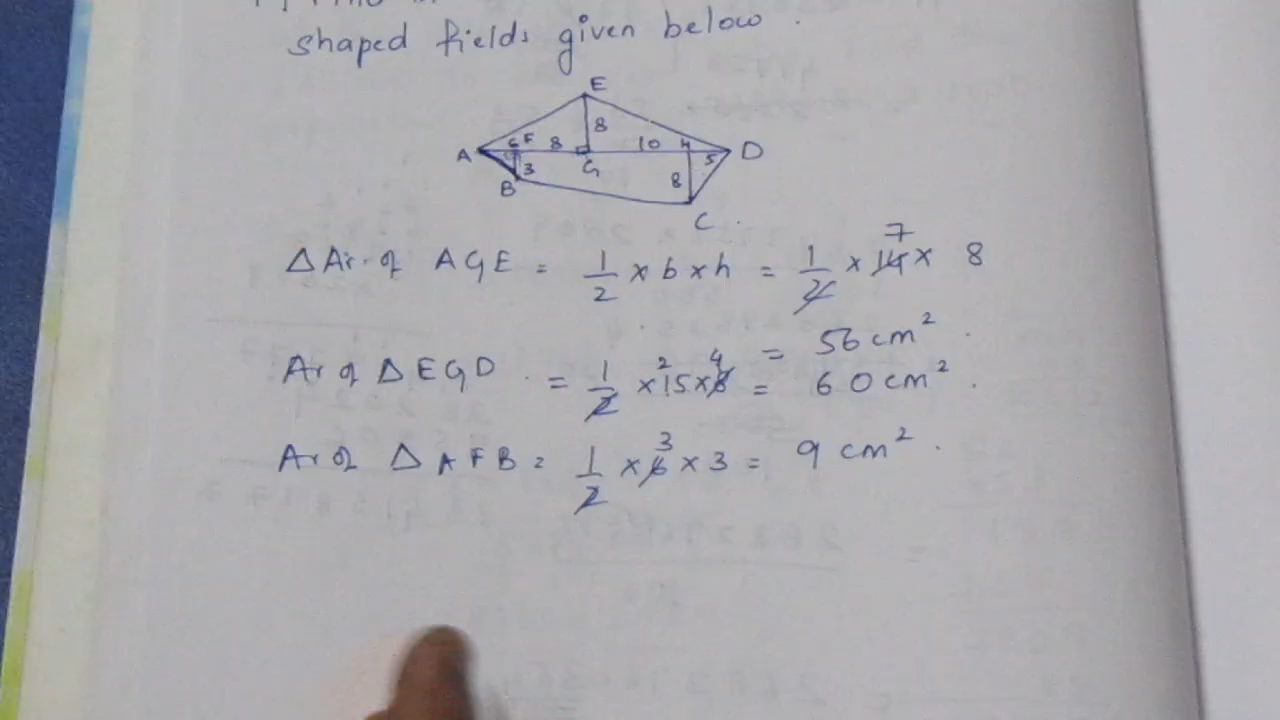 shaped fields given below.
E
8
A 6 F 8 10 H D
3 G 5
B 8
C
Δ Ar. of AGE = 1/2 × b × h = 1/2 × 14 × 8
7
= 56 cm²
Ar of Δ EGD = 1/2 × 15 × 8 = 60 cm²
2 4
Ar of Δ AFB = 1/2 × 6 × 3 = 9 cm²
3